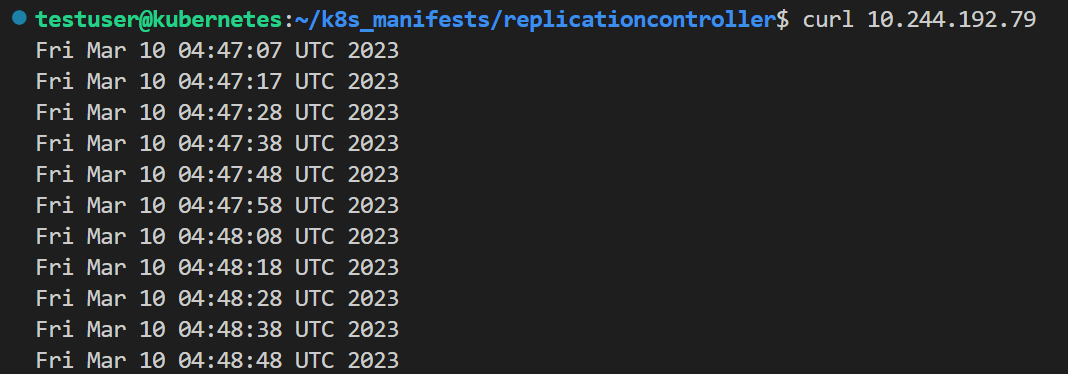 testuser@kubernetes:~/k8s_manifests/replicationcontroller$ curl 10.244.192.79
Fri Mar 10 04:47:07 UTC 2023
Fri Mar 10 04:47:17 UTC 2023
Fri Mar 10 04:47:28 UTC 2023
Fri Mar 10 04:47:38 UTC 2023
Fri Mar 10 04:47:48 UTC 2023
Fri Mar 10 04:47:58 UTC 2023
Fri Mar 10 04:48:08 UTC 2023
Fri Mar 10 04:48:18 UTC 2023
Fri Mar 10 04:48:28 UTC 2023
Fri Mar 10 04:48:38 UTC 2023
Fri Mar 10 04:48:48 UTC 2023